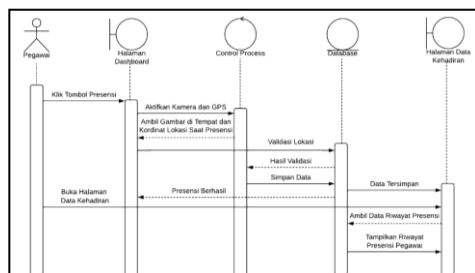 Pegawai
Halaman
Dashboard
Control Process
Database
Halaman Data
Kehadiran
Klik Tombol Presensi
Aktifkan Kamera dan GPS
Ambil Gambar di Tempat dan
Kordinat Lokasi Saat Presensi
Validasi Lokasi
Hasil Validasi
Simpan Data
Data Tersimpan
Presensi Berhasil
Buka Halaman
Data Kehadiran
Ambil Data Riwayat Presensi
Tampilkan Riwayat
Presensi Pegawai